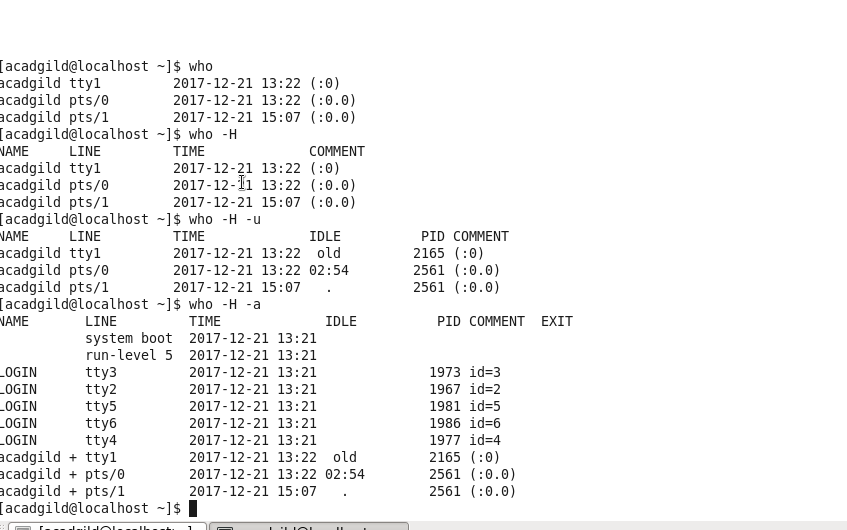 [acadgild@localhost ~]$ who
acadgild tty1         2017-12-21 13:22 (:0)
acadgild pts/0        2017-12-21 13:22 (:0.0)
acadgild pts/1        2017-12-21 15:07 (:0.0)
[acadgild@localhost ~]$ who -H
NAME     LINE         TIME             COMMENT
acadgild tty1         2017-12-21 13:22 (:0)
acadgild pts/0        2017-12-21 13:22 (:0.0)
acadgild pts/1        2017-12-21 15:07 (:0.0)
[acadgild@localhost ~]$ who -H -u
NAME     LINE         TIME             IDLE          PID COMMENT
acadgild tty1         2017-12-21 13:22  old         2165 (:0)
acadgild pts/0        2017-12-21 13:22 02:54        2561 (:0.0)
acadgild pts/1        2017-12-21 15:07   .          2561 (:0.0)
[acadgild@localhost ~]$ who -H -a
NAME       LINE         TIME             IDLE          PID COMMENT  EXIT
           system boot  2017-12-21 13:21
           run-level 5  2017-12-21 13:21
LOGIN      tty3         2017-12-21 13:21              1973 id=3
LOGIN      tty2         2017-12-21 13:21              1967 id=2
LOGIN      tty5         2017-12-21 13:21              1981 id=5
LOGIN      tty6         2017-12-21 13:21              1986 id=6
LOGIN      tty4         2017-12-21 13:21              1977 id=4
acadgild + tty1         2017-12-21 13:22  old         2165 (:0)
acadgild + pts/0        2017-12-21 13:22 02:54        2561 (:0.0)
acadgild + pts/1        2017-12-21 15:07   .          2561 (:0.0)
[acadgild@localhost ~]$